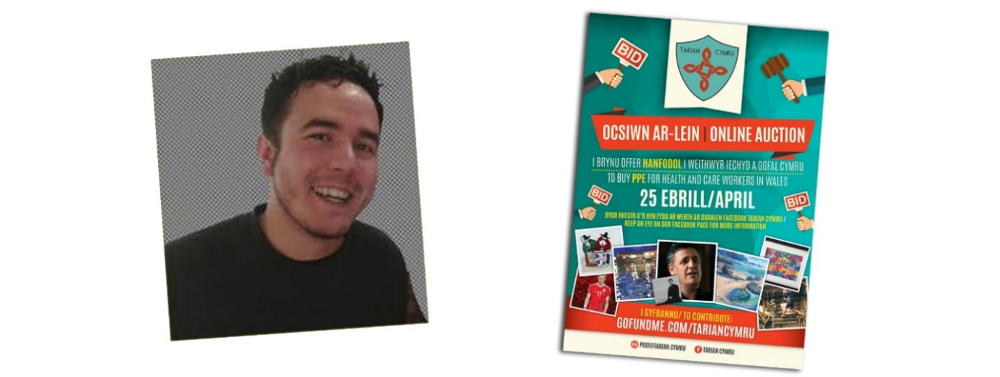 TARIAN CYMRU
BID
OCSIWN AR-LEIN | ONLINE AUCTION
I BRYNU OFFER HANFODOL I WEITHWYR IECHYD A GOFAL CYMRU
TO BUY PPE FOR HEALTH AND CARE WORKERS IN WALES
25 EBRILL/APRIL
BID
BID
BYDD RHESTR O'R HYN FYDD AR WERTH AR DUDALEN FACEBOOK TARIAN CYMRU /
KEEP AN EYE ON OUR FACEBOOK PAGE FOR MORE INFORMATION
11
I GYFRANNU/ TO CONTRIBUTE:
GOFUNDME.COM/TARIANCYMRU
POST@TARIAN.CYMRU TARIAN CYMRU